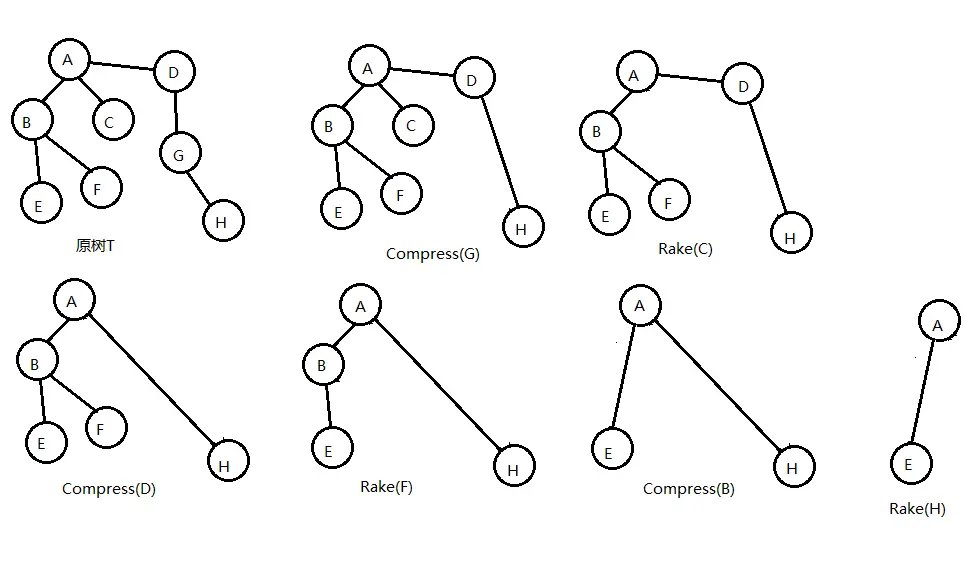 A
D
B
C
G
E
F
H
原树T
A
D
B
C
E
F
H
Compress(G)
A
D
B
E
F
H
Rake(C)
A
B
E
F
H
Compress(D)
A
B
E
H
Rake(F)
A
E
H
Compress(B)
A
E
Rake(H)